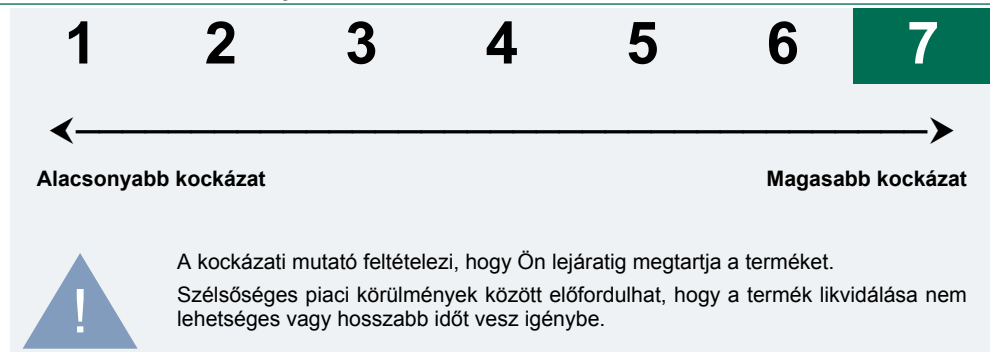 1 2 3 4 5 6 7
Alacsonyabb kockázat Magasabb kockázat
A kockázati mutató feltételezi, hogy Ön lejáratig megtartja a terméket.
Szélsőséges piaci körülmények között előfordulhat, hogy a termék likvidálása nem
lehetséges vagy hosszabb időt vesz igénybe.
!